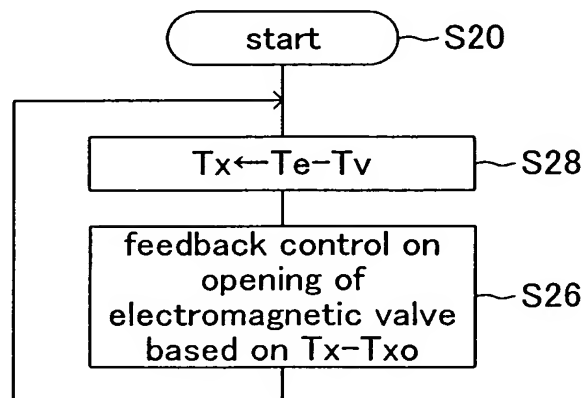 start
S20
Tx←Te-Tv
S28
feedback control on
opening of
electromagnetic valve
based on Tx-Txo
S26